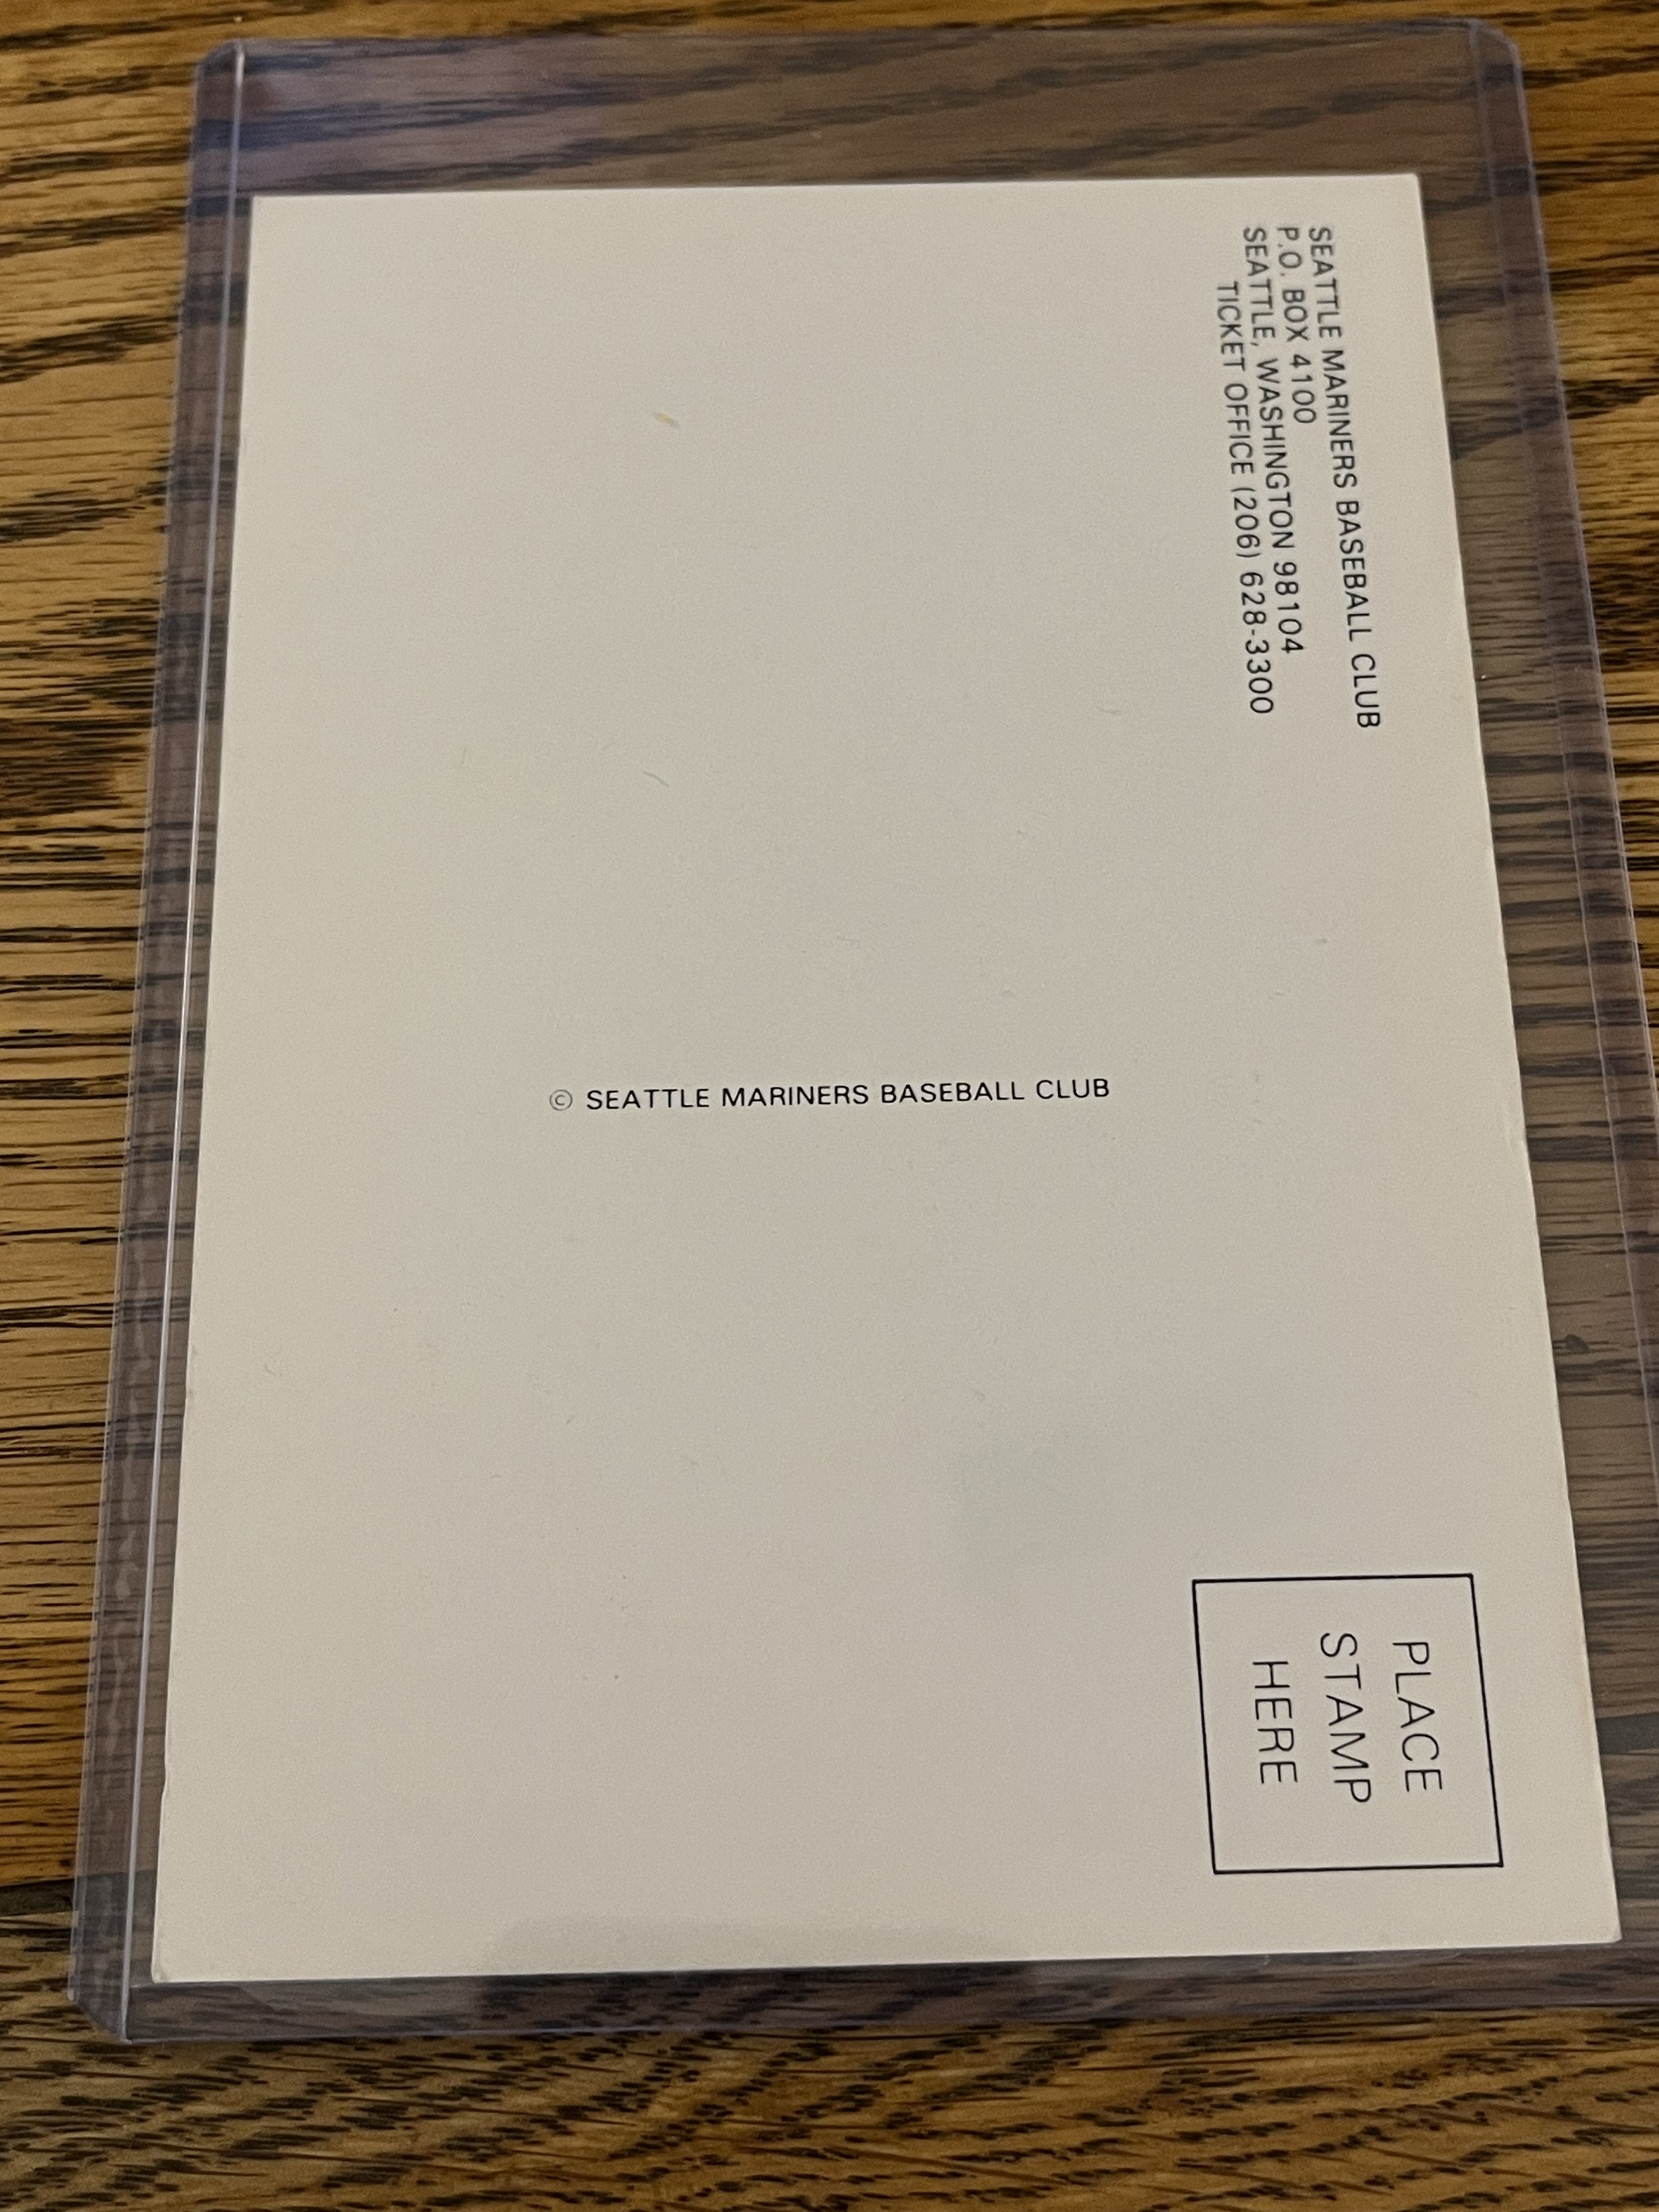 SEATTLE MARINERS BASEBALL CLUB
P.O. BOX 4100
SEATTLE, WASHINGTON 98104
TICKET OFFICE (206) 628-3300
© SEATTLE MARINERS BASEBALL CLUB
PLACE
STAMP
HERE